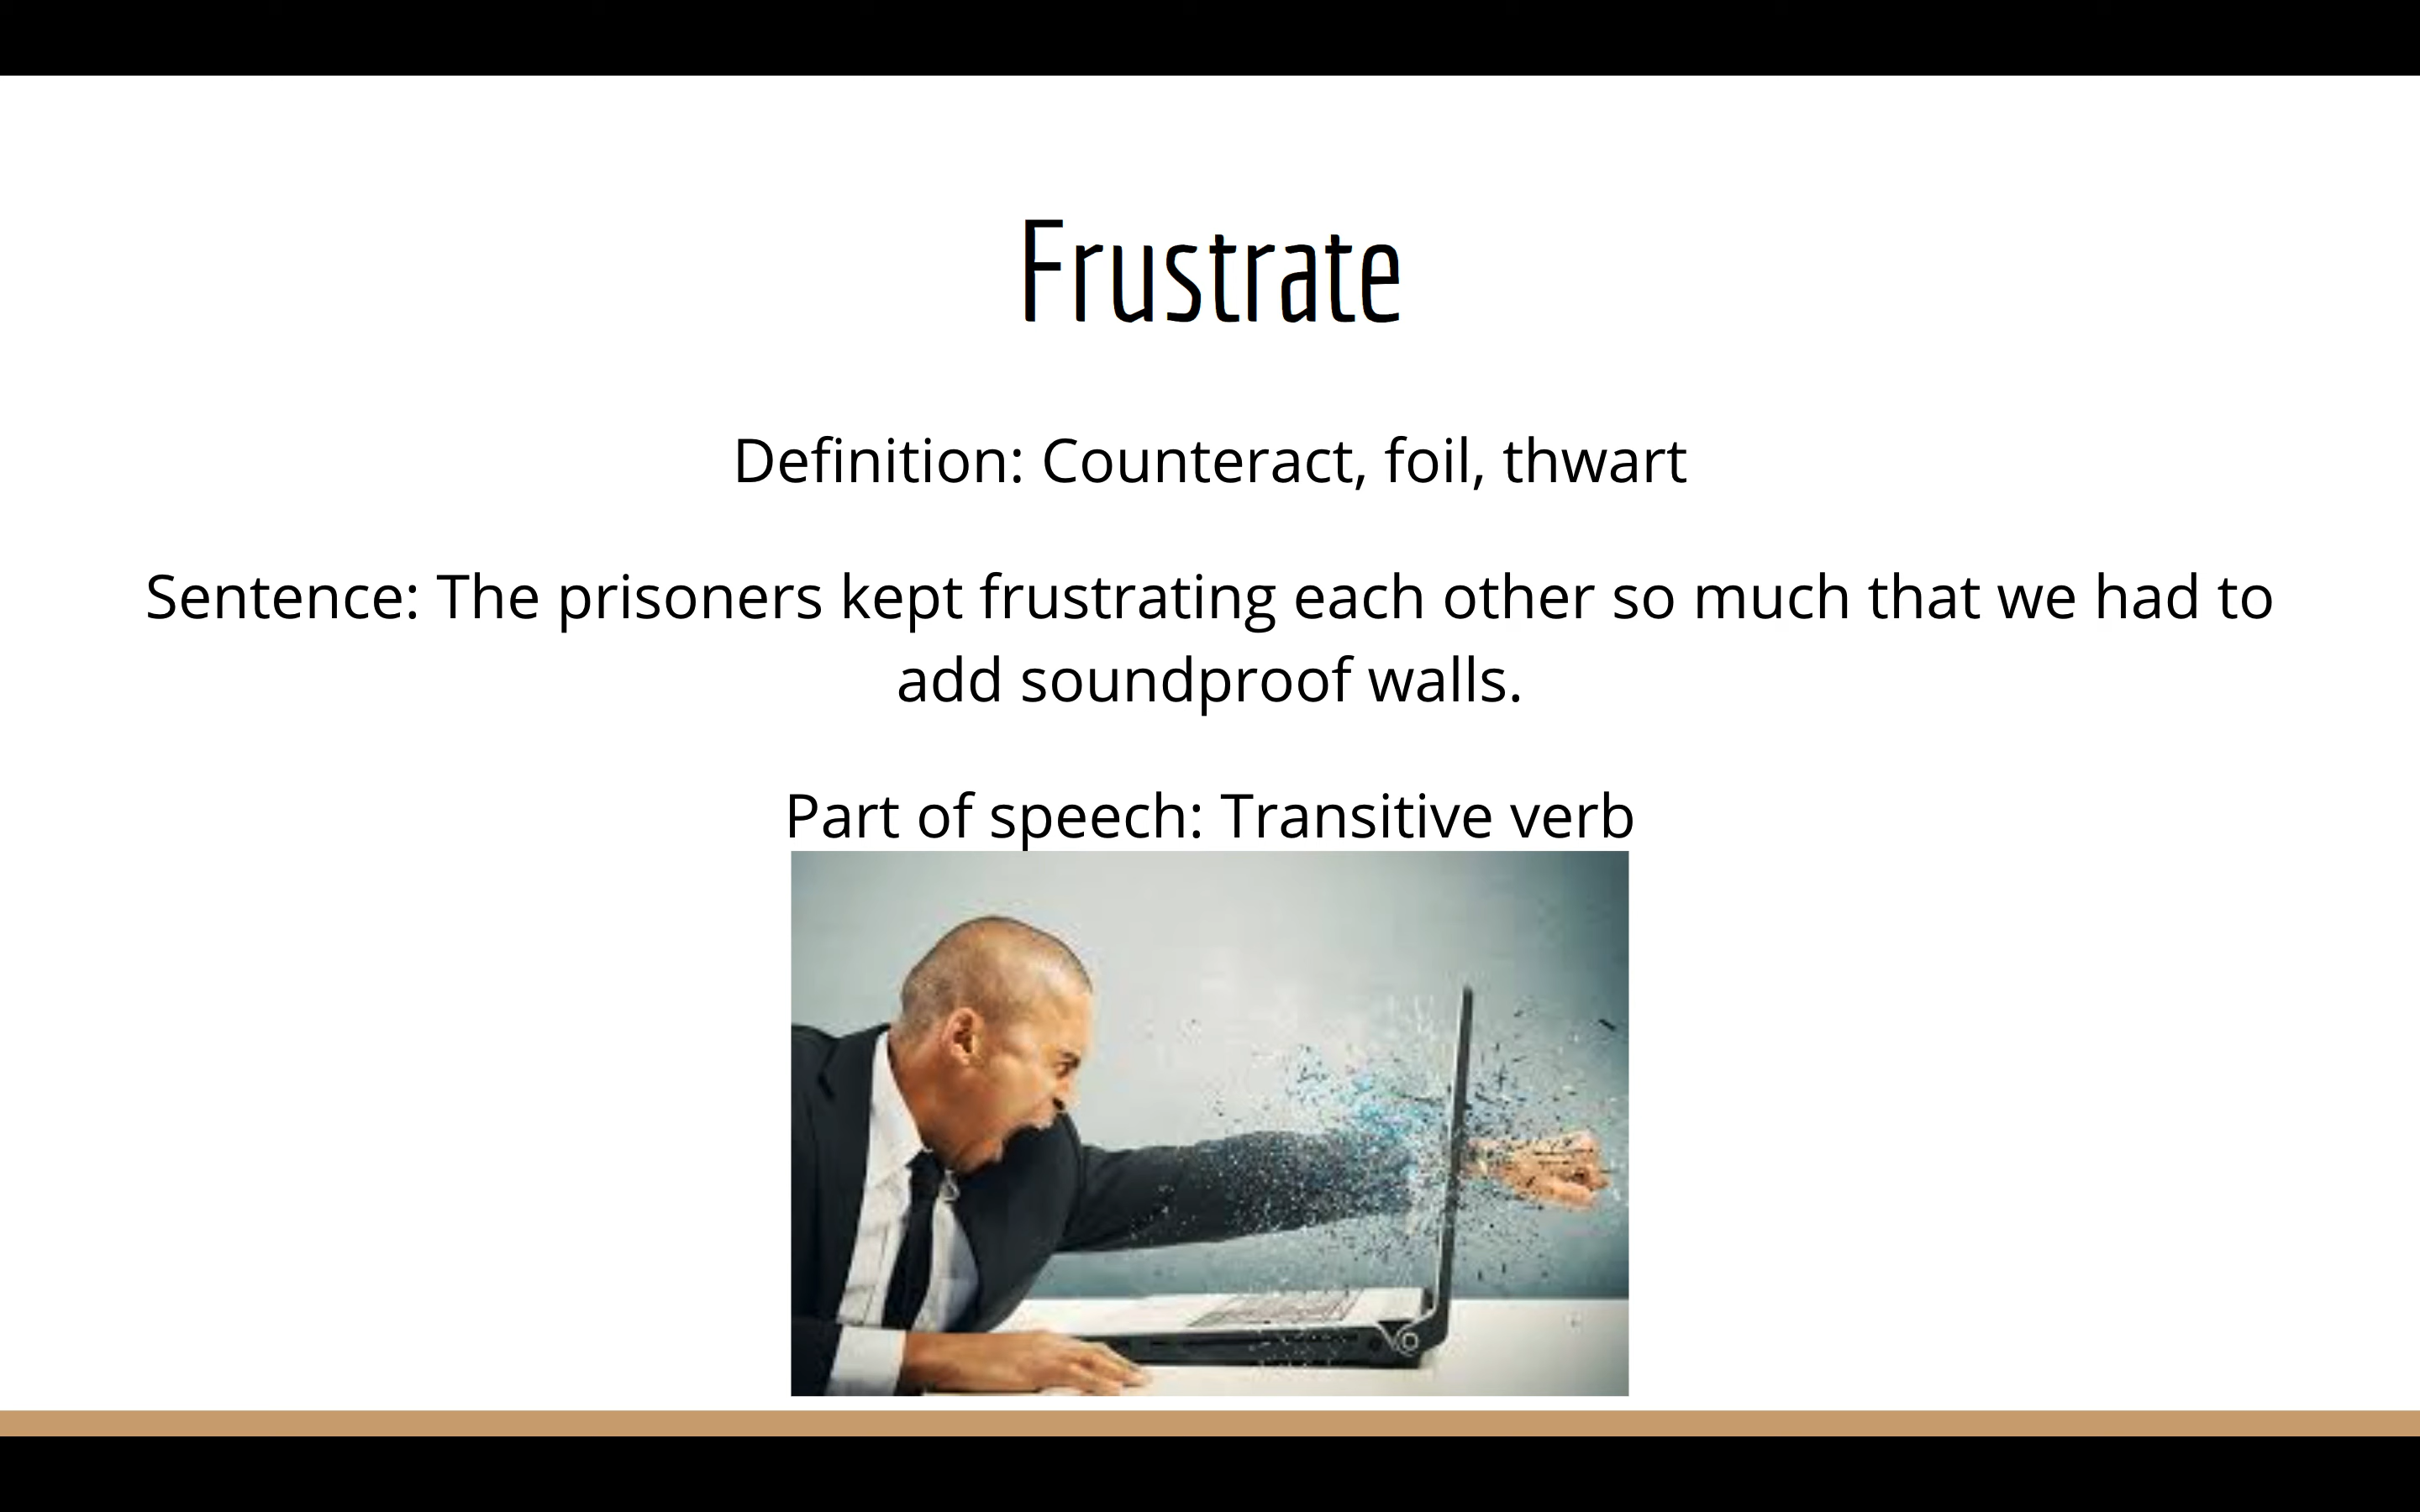 Frustrate
Definition: Counteract, foil, thwart
Sentence: The prisoners kept frustrating each other so much that we had to
add soundproof walls.
Part of speech: Transitive verb